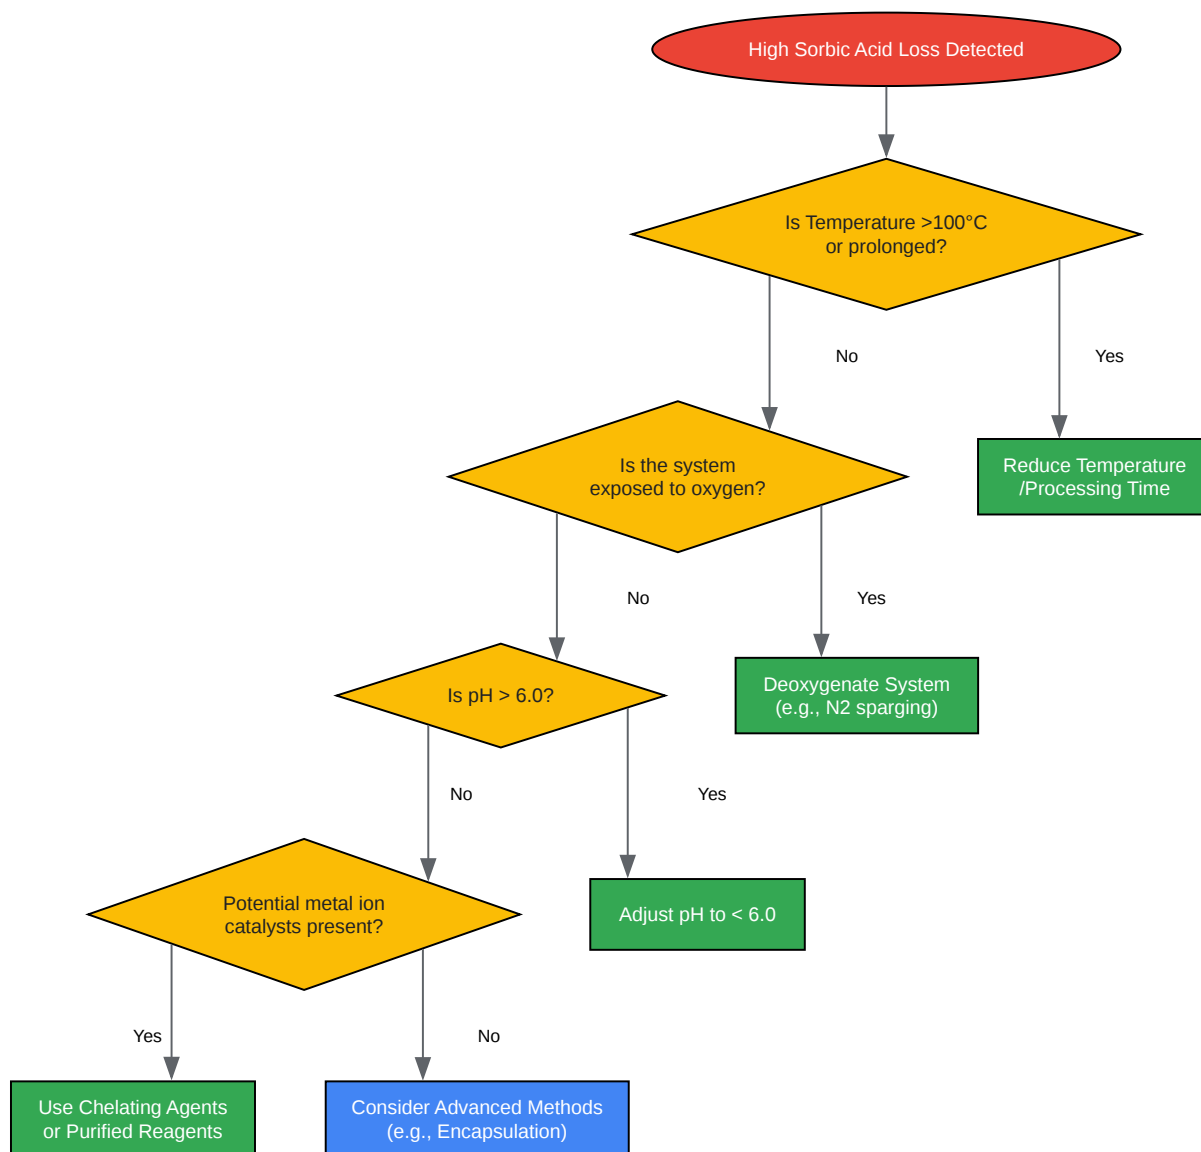 High Sorbic Acid Loss Detected
Is Temperature >100°C
or prolonged?
No
Yes
Is the system
exposed to oxygen?
Reduce Temperature
/Processing Time
No
Yes
Is pH > 6.0?
Deoxygenate System
(e.g., N2 sparging)
No
Yes
Potential metal ion
catalysts present?
Adjust pH to < 6.0
Yes
No
Use Chelating Agents
or Purified Reagents
Consider Advanced Methods
(e.g., Encapsulation)